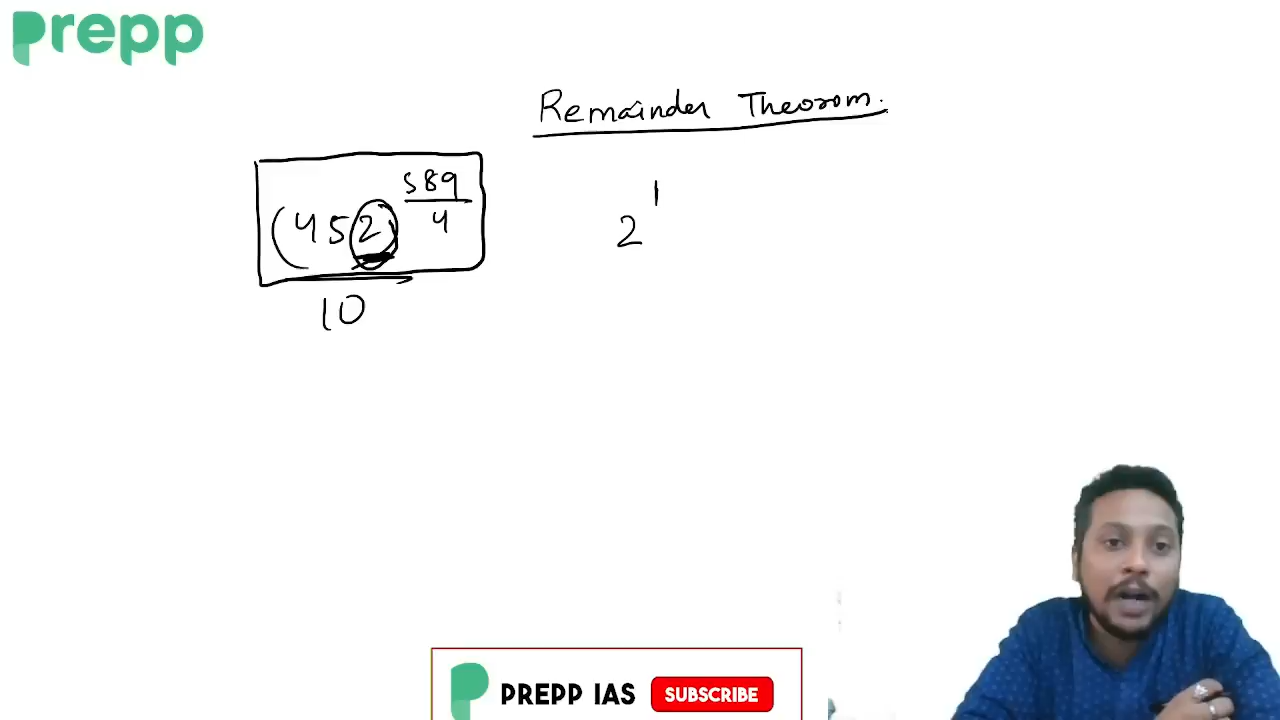 Prepp
Remainder Theorom.
589
4
(452
10
1
2
PREPP IAS SUBSCRIBE